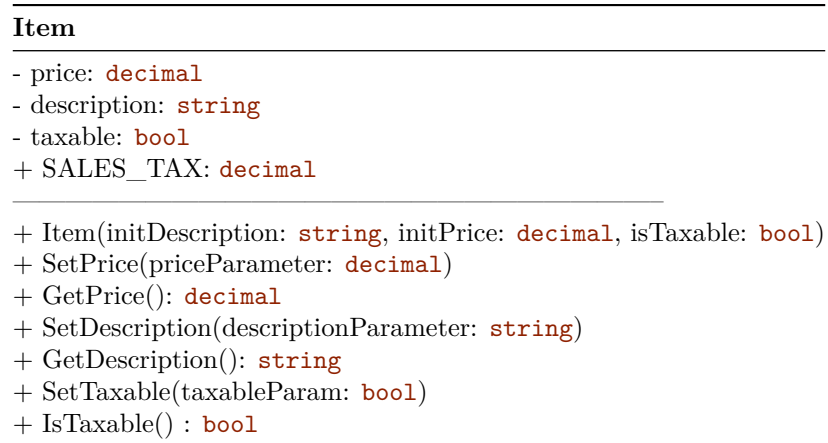 Item
- price: decimal
- description: string
- taxable: bool
+ SALES_TAX: decimal
+ Item(initDescription: string, initPrice: decimal, isTaxable: bool)
+ SetPrice(priceParameter: decimal)
+ GetPrice(): decimal
+ SetDescription(descriptionParameter: string)
+ GetDescription(): string
+ SetTaxable(taxableParam: bool)
+ IsTaxable() : bool